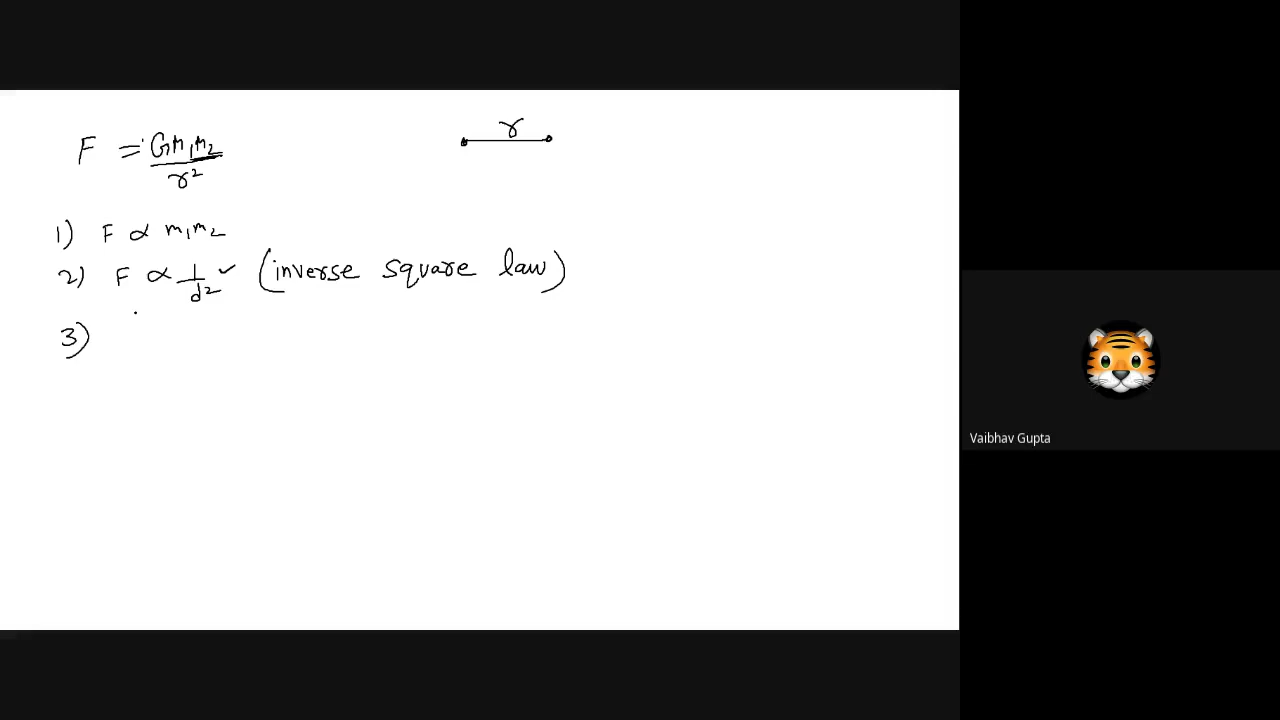 F = Gm₁m₂/r²
r
1) F ∝ m₁m₂
2) F ∝ 1/d² ✓ (inverse square law)
3)
Vaibhav Gupta